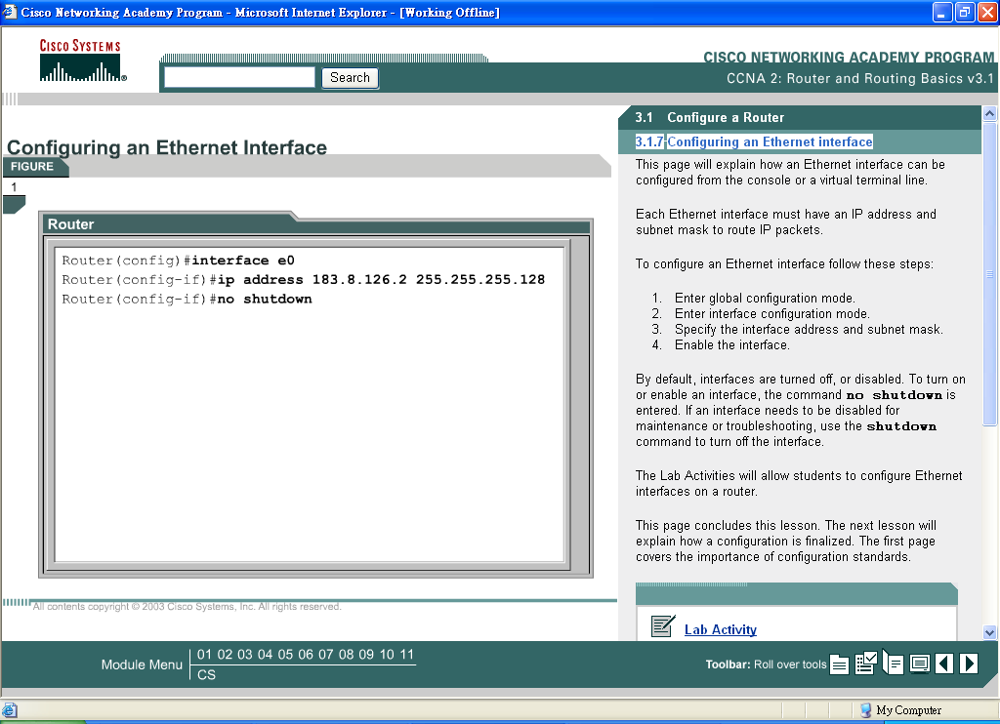 Cisco Networking Academy Program - Microsoft Internet Explorer - [Working Offline]
CISCO SYSTEMS
Search
CISCO NETWORKING ACADEMY PROGRAM
CCNA 2: Router and Routing Basics v3.1
Configuring an Ethernet Interface
FIGURE
1
Router
Router(config)#interface e0
Router(config-if)#ip address 183.8.126.2 255.255.255.128
Router(config-if)#no shutdown
All contents copyright © 2003 Cisco Systems, Inc. All rights reserved.
3.1 Configure a Router
3.1.7 Configuring an Ethernet interface
This page will explain how an Ethernet interface can be
configured from the console or a virtual terminal line.
Each Ethernet interface must have an IP address and
subnet mask to route IP packets.
To configure an Ethernet interface follow these steps:
1. Enter global configuration mode.
2. Enter interface configuration mode.
3. Specify the interface address and subnet mask.
4. Enable the interface.
By default, interfaces are turned off, or disabled. To turn on
or enable an interface, the command no shutdown is
entered. If an interface needs to be disabled for
maintenance or troubleshooting, use the shutdown
command to turn off the interface.
The Lab Activities will allow students to configure Ethernet
interfaces on a router.
This page concludes this lesson. The next lesson will
explain how a configuration is finalized. The first page
covers the importance of configuration standards.
Lab Activity
Module Menu
01 02 03 04 05 06 07 08 09 10 11
CS
Toolbar: Roll over tools
My Computer